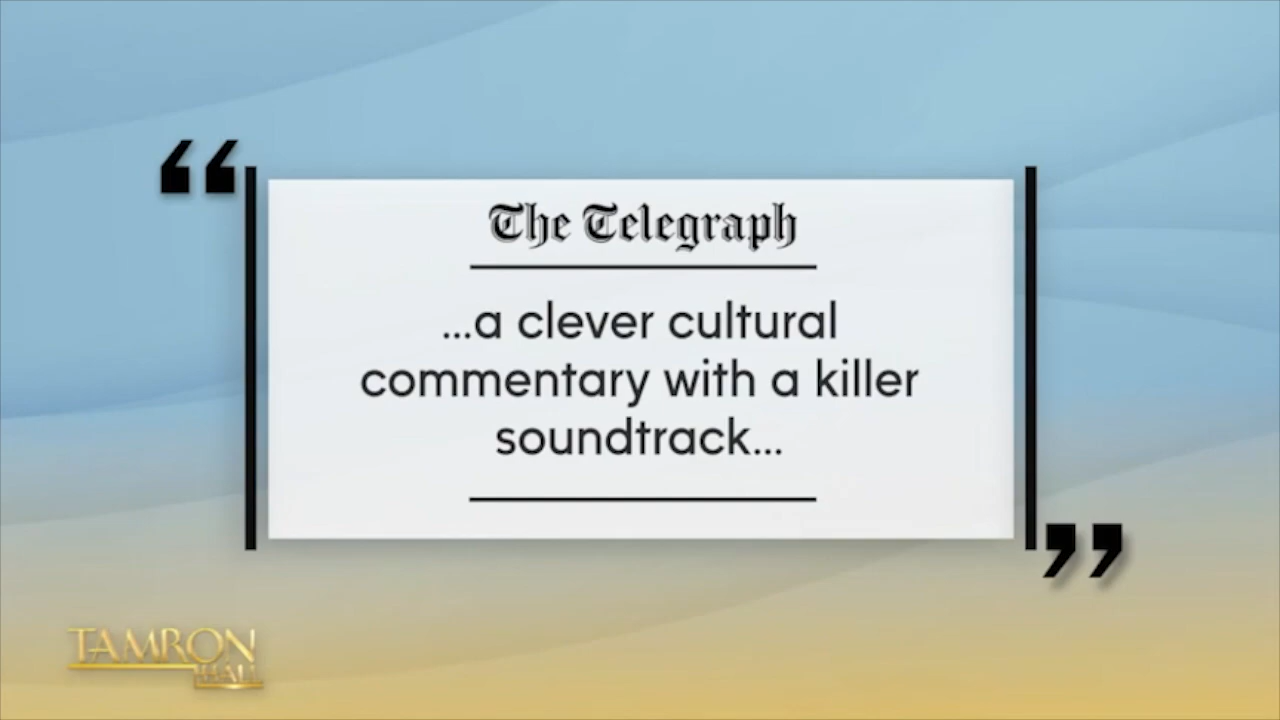 “
The Telegraph
...a clever cultural
commentary with a killer
soundtrack...
”
TAMRON
HALL